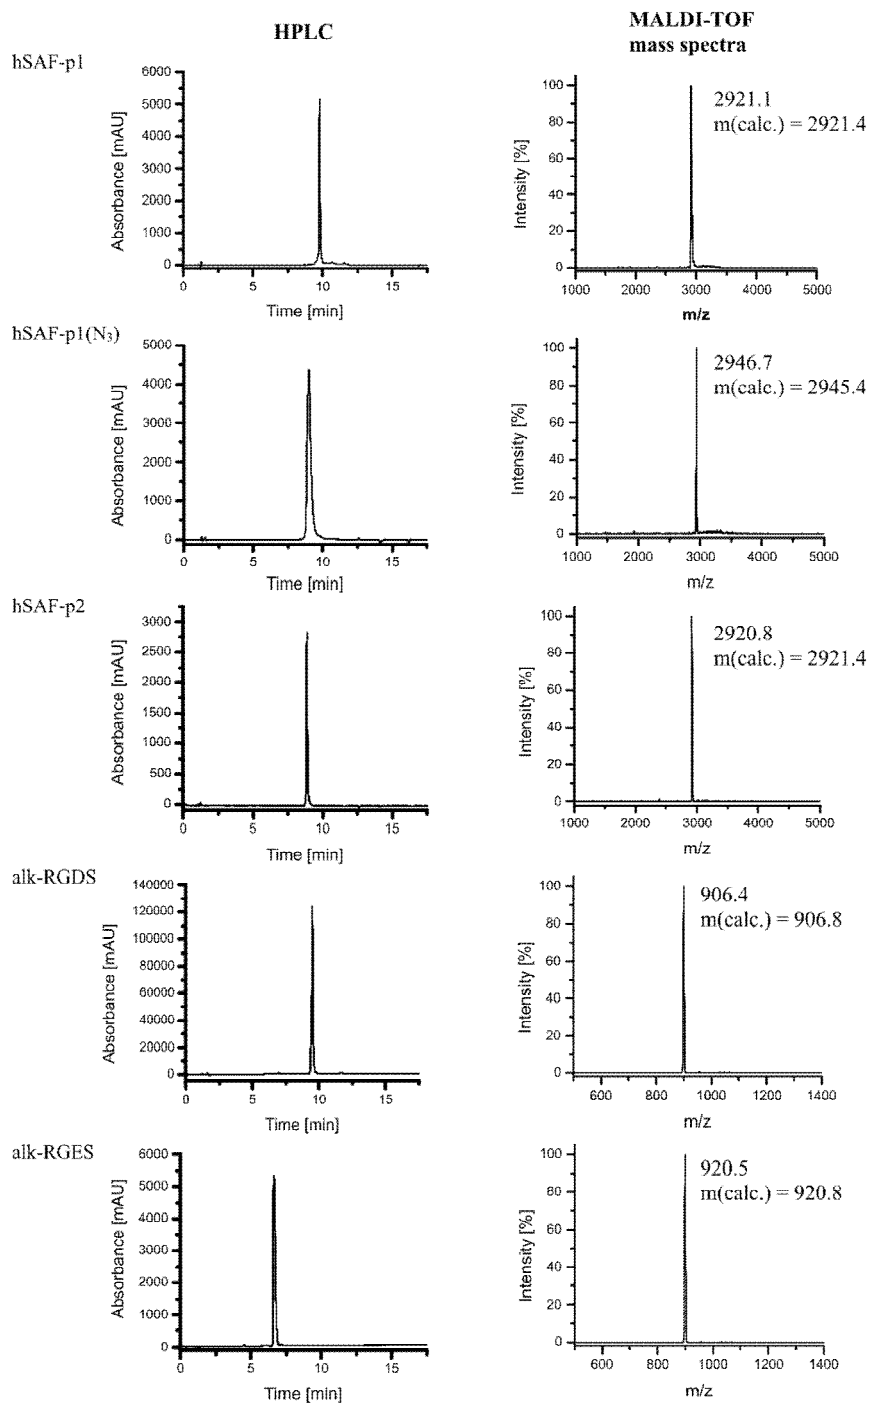 HPLC
MALDI-TOF
mass spectra
hSAF-p1
6000
5000
4000
3000
2000
1000
0
Absorbance [mAU]
0 5 10 15
Time [min]
100
80
60
40
20
0
Intensity [%]
2921.1
m(calc.) = 2921.4
1000 2000 3000 4000 5000
m/z
hSAF-p1(N₃)
5000
4000
3000
2000
1000
0
Absorbance [mAU]
0 5 10 15
Time [min]
100
80
60
40
20
0
Intensity [%]
2946.7
m(calc.) = 2945.4
1000 2000 3000 4000 5000
m/z
hSAF-p2
3000
2500
2000
1500
1000
500
0
Absorbance [mAU]
0 5 10 15
Time [min]
100
80
60
40
20
0
Intensity [%]
2920.8
m(calc.) = 2921.4
1000 2000 3000 4000 5000
m/z
alk-RGDS
140000
120000
100000
80000
60000
40000
20000
0
Absorbance [mAU]
0 5 10 15
Time [min]
100
80
60
40
20
0
Intensity [%]
906.4
m(calc.) = 906.8
600 800 1000 1200 1400
m/z
alk-RGES
6000
5000
4000
3000
2000
1000
0
Absorbance [mAU]
0 5 10 15
Time [min]
100
80
60
40
20
0
Intensity [%]
920.5
m(calc.) = 920.8
600 800 1000 1200 1400
m/z